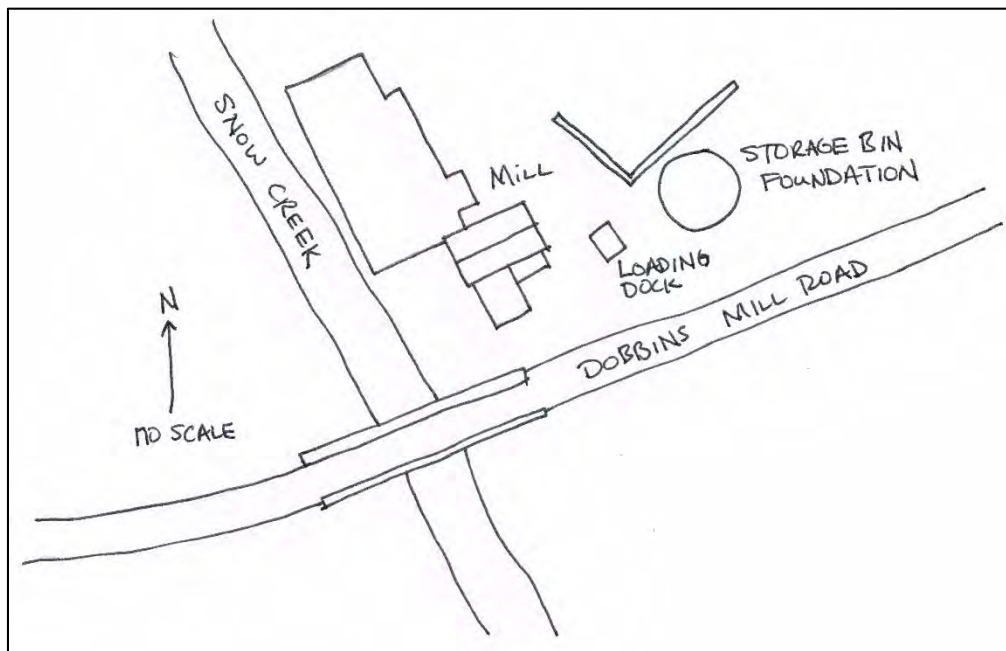 SNOW CREEK
MILL
STORAGE BIN
FOUNDATION
LOADING
DOCK
DOBBINS MILL ROAD
N
NO SCALE